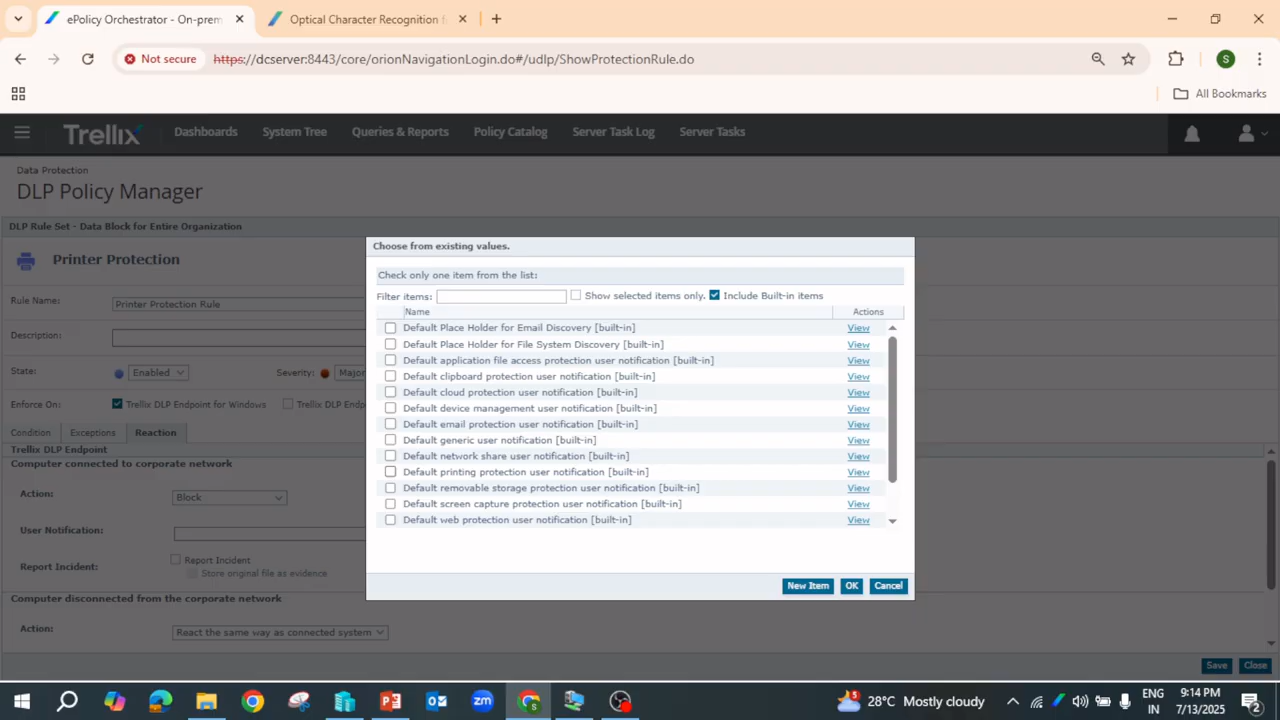 ePolicy Orchestrator - On-prem
Optical Character Recognition f
Not secure
https://dcserver:8443/core/orionNavigationLogin.do#/udlp/ShowProtectionRule.do
S
All Bookmarks
Trellix
Dashboards
System Tree
Queries & Reports
Policy Catalog
Server Task Log
Server Tasks
Data Protection
DLP Policy Manager
DLP Rule Set - Data Block for Entire Organization
Printer Protection
Rule Name:
Printer Protection Rule
Description:
State:
Enabled
Severity:
Major
Enforce On:
Trellix DLP Endpoint for Windows
Trellix DLP Endp
Condition
Exceptions
Reaction
Trellix DLP Endpoint
Computer connected to corporate network
Action:
Block
User Notification:
Report Incident:
Report Incident
Store original file as evidence
Computer disconnected from the corporate network
Action:
React the same way as connected system
Save
Close
Choose from existing values.
Check only one item from the list:
Filter items:
Show selected items only.
Include Built-in items
Name
Actions
Default Place Holder for Email Discovery [built-in] View
Default Place Holder for File System Discovery [built-in] View
Default application file access protection user notification [built-in] View
Default clipboard protection user notification [built-in] View
Default cloud protection user notification [built-in] View
Default device management user notification [built-in] View
Default email protection user notification [built-in] View
Default generic user notification [built-in] View
Default network share user notification [built-in] View
Default printing protection user notification [built-in] View
Default removable storage protection user notification [built-in] View
Default screen capture protection user notification [built-in] View
Default web protection user notification [built-in] View
New Item
OK
Cancel
zm
5
28°C Mostly cloudy
ENG
IN
9:14 PM
7/13/2025
2